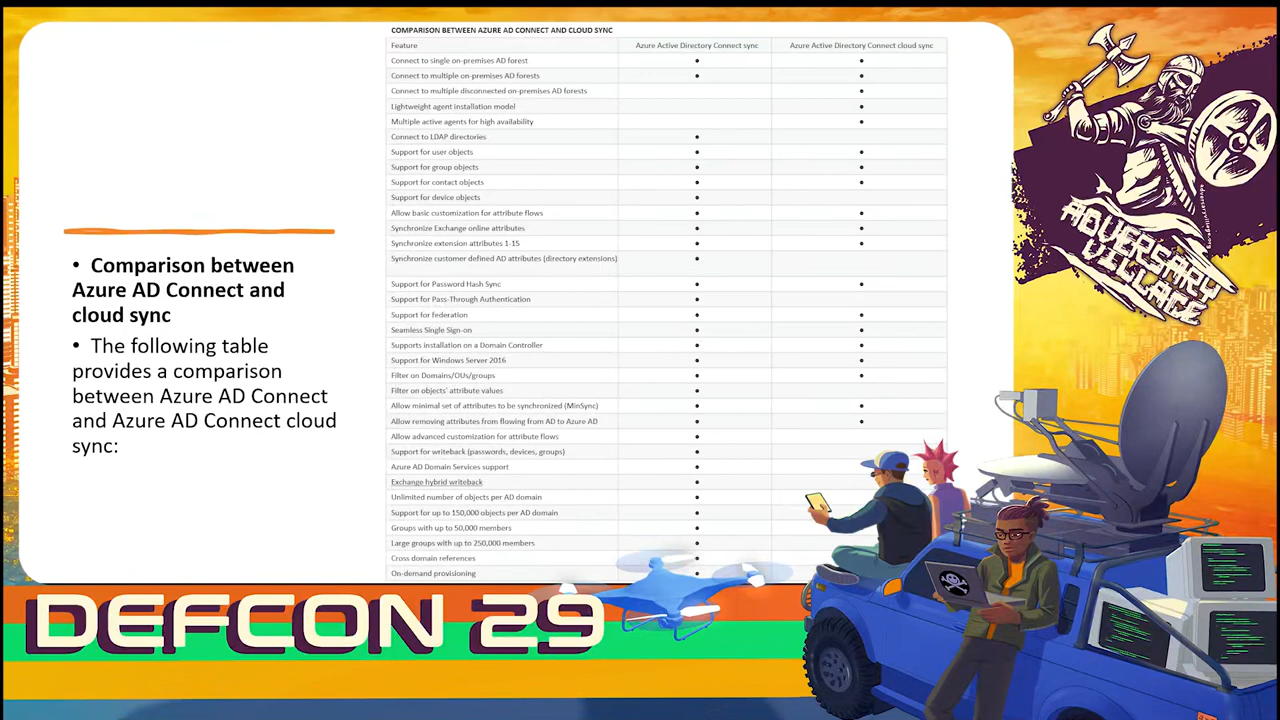 COMPARISON BETWEEN AZURE AD CONNECT AND CLOUD SYNC
Feature Azure Active Directory Connect sync Azure Active Directory Connect cloud sync
Connect to single on-premises AD forest • •
Connect to multiple on-premises AD forests • •
Connect to multiple disconnected on-premises AD forests •
Lightweight agent installation model •
Multiple active agents for high availability •
Connect to LDAP directories •
Support for user objects • •
Support for group objects • •
Support for contact objects • •
Support for device objects •
Allow basic customization for attribute flows • •
Synchronize Exchange online attributes • •
Synchronize extension attributes 1-15 • •
Synchronize customer defined AD attributes (directory extensions) •
Support for Password Hash Sync • •
Support for Pass-Through Authentication •
Support for federation • •
Seamless Single Sign-on • •
Supports installation on a Domain Controller • •
Support for Windows Server 2016 • •
Filter on Domains/OUs/groups • •
Filter on objects' attribute values •
Allow minimal set of attributes to be synchronized (MinSync) • •
Allow removing attributes from flowing from AD to Azure AD • •
Allow advanced customization for attribute flows •
Support for writeback (passwords, devices, groups) •
Azure AD Domain Services support •
Exchange hybrid writeback •
Unlimited number of objects per AD domain •
Support for up to 150,000 objects per AD domain •
Groups with up to 50,000 members •
Large groups with up to 250,000 members •
Cross domain references •
On-demand provisioning •
• Comparison between
Azure AD Connect and
cloud sync
• The following table
provides a comparison
between Azure AD Connect
and Azure AD Connect cloud
sync:
ADVERSARY
VILLAGE
DEFCON 29